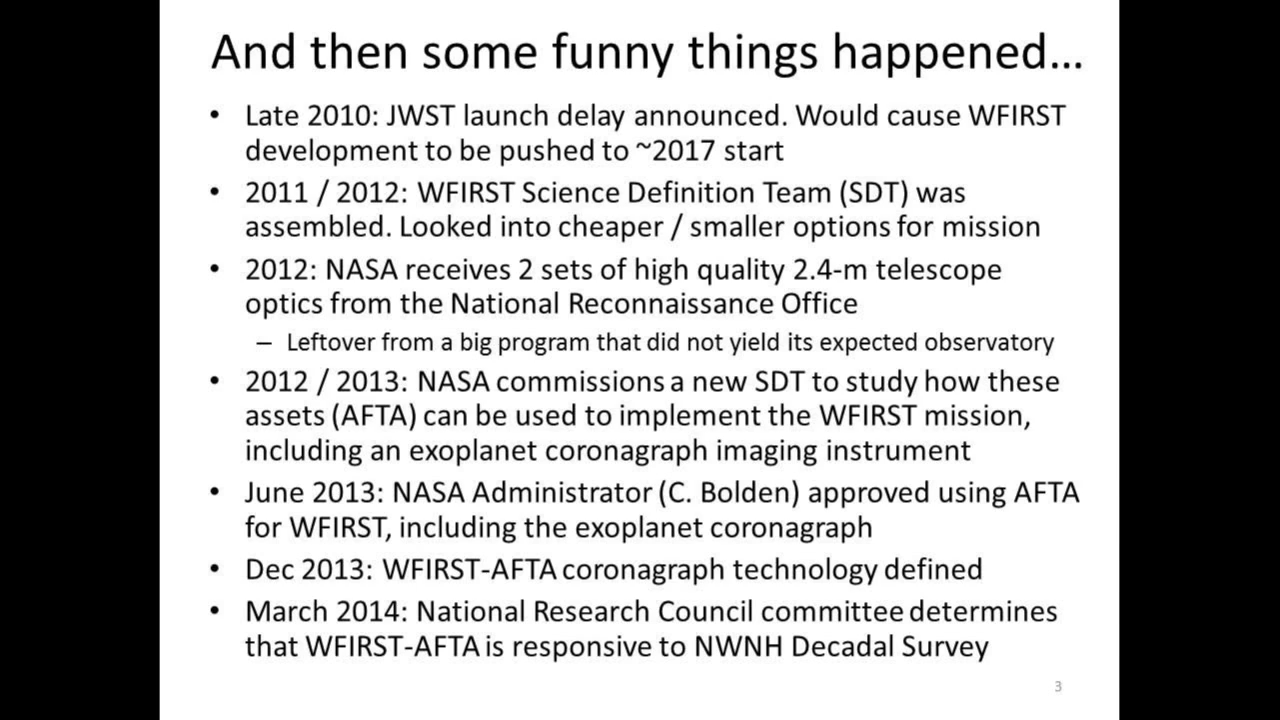 And then some funny things happened...
• Late 2010: JWST launch delay announced. Would cause WFIRST
development to be pushed to ~2017 start
• 2011 / 2012: WFIRST Science Definition Team (SDT) was
assembled. Looked into cheaper / smaller options for mission
• 2012: NASA receives 2 sets of high quality 2.4-m telescope
optics from the National Reconnaissance Office
– Leftover from a big program that did not yield its expected observatory
• 2012 / 2013: NASA commissions a new SDT to study how these
assets (AFTA) can be used to implement the WFIRST mission,
including an exoplanet coronagraph imaging instrument
• June 2013: NASA Administrator (C. Bolden) approved using AFTA
for WFIRST, including the exoplanet coronagraph
• Dec 2013: WFIRST-AFTA coronagraph technology defined
• March 2014: National Research Council committee determines
that WFIRST-AFTA is responsive to NWNH Decadal Survey
3